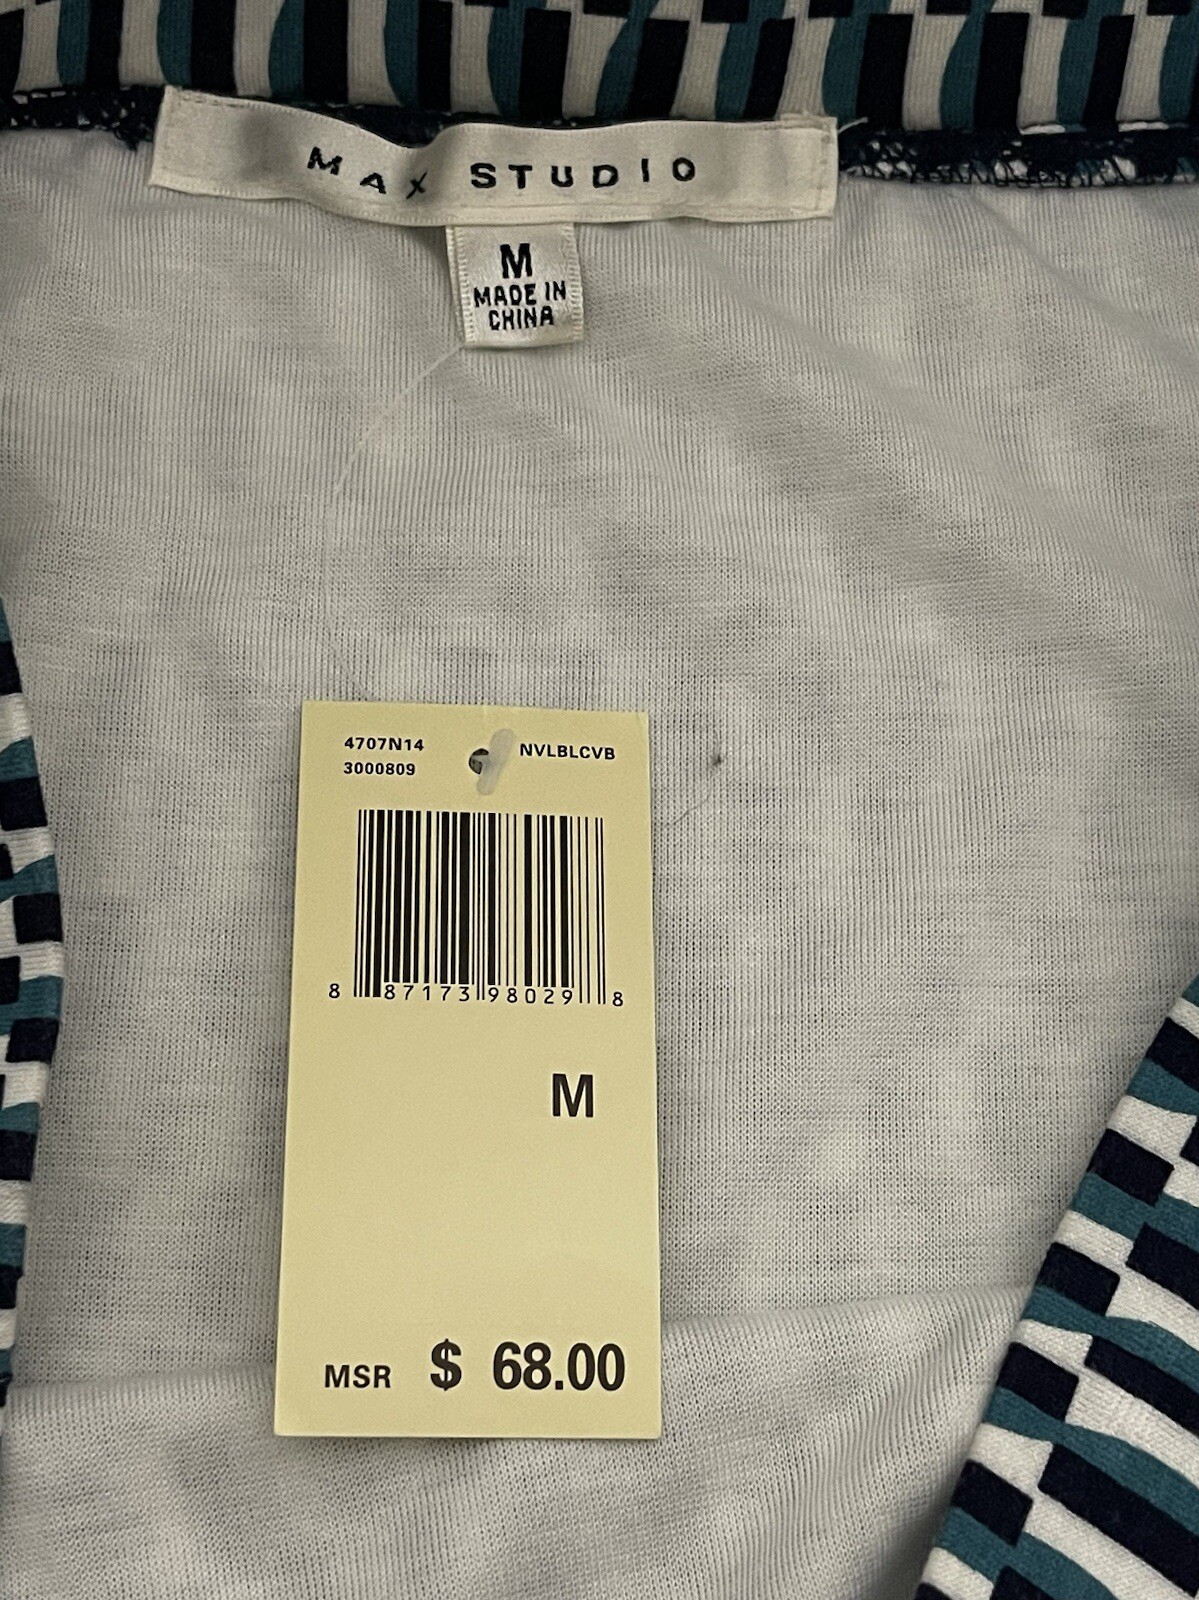 MAX STUDIO
M
MADE IN
CHINA
4707N14
3000809
NVLBLCVB
8 87173 98029 8
M
MSR $ 68.00